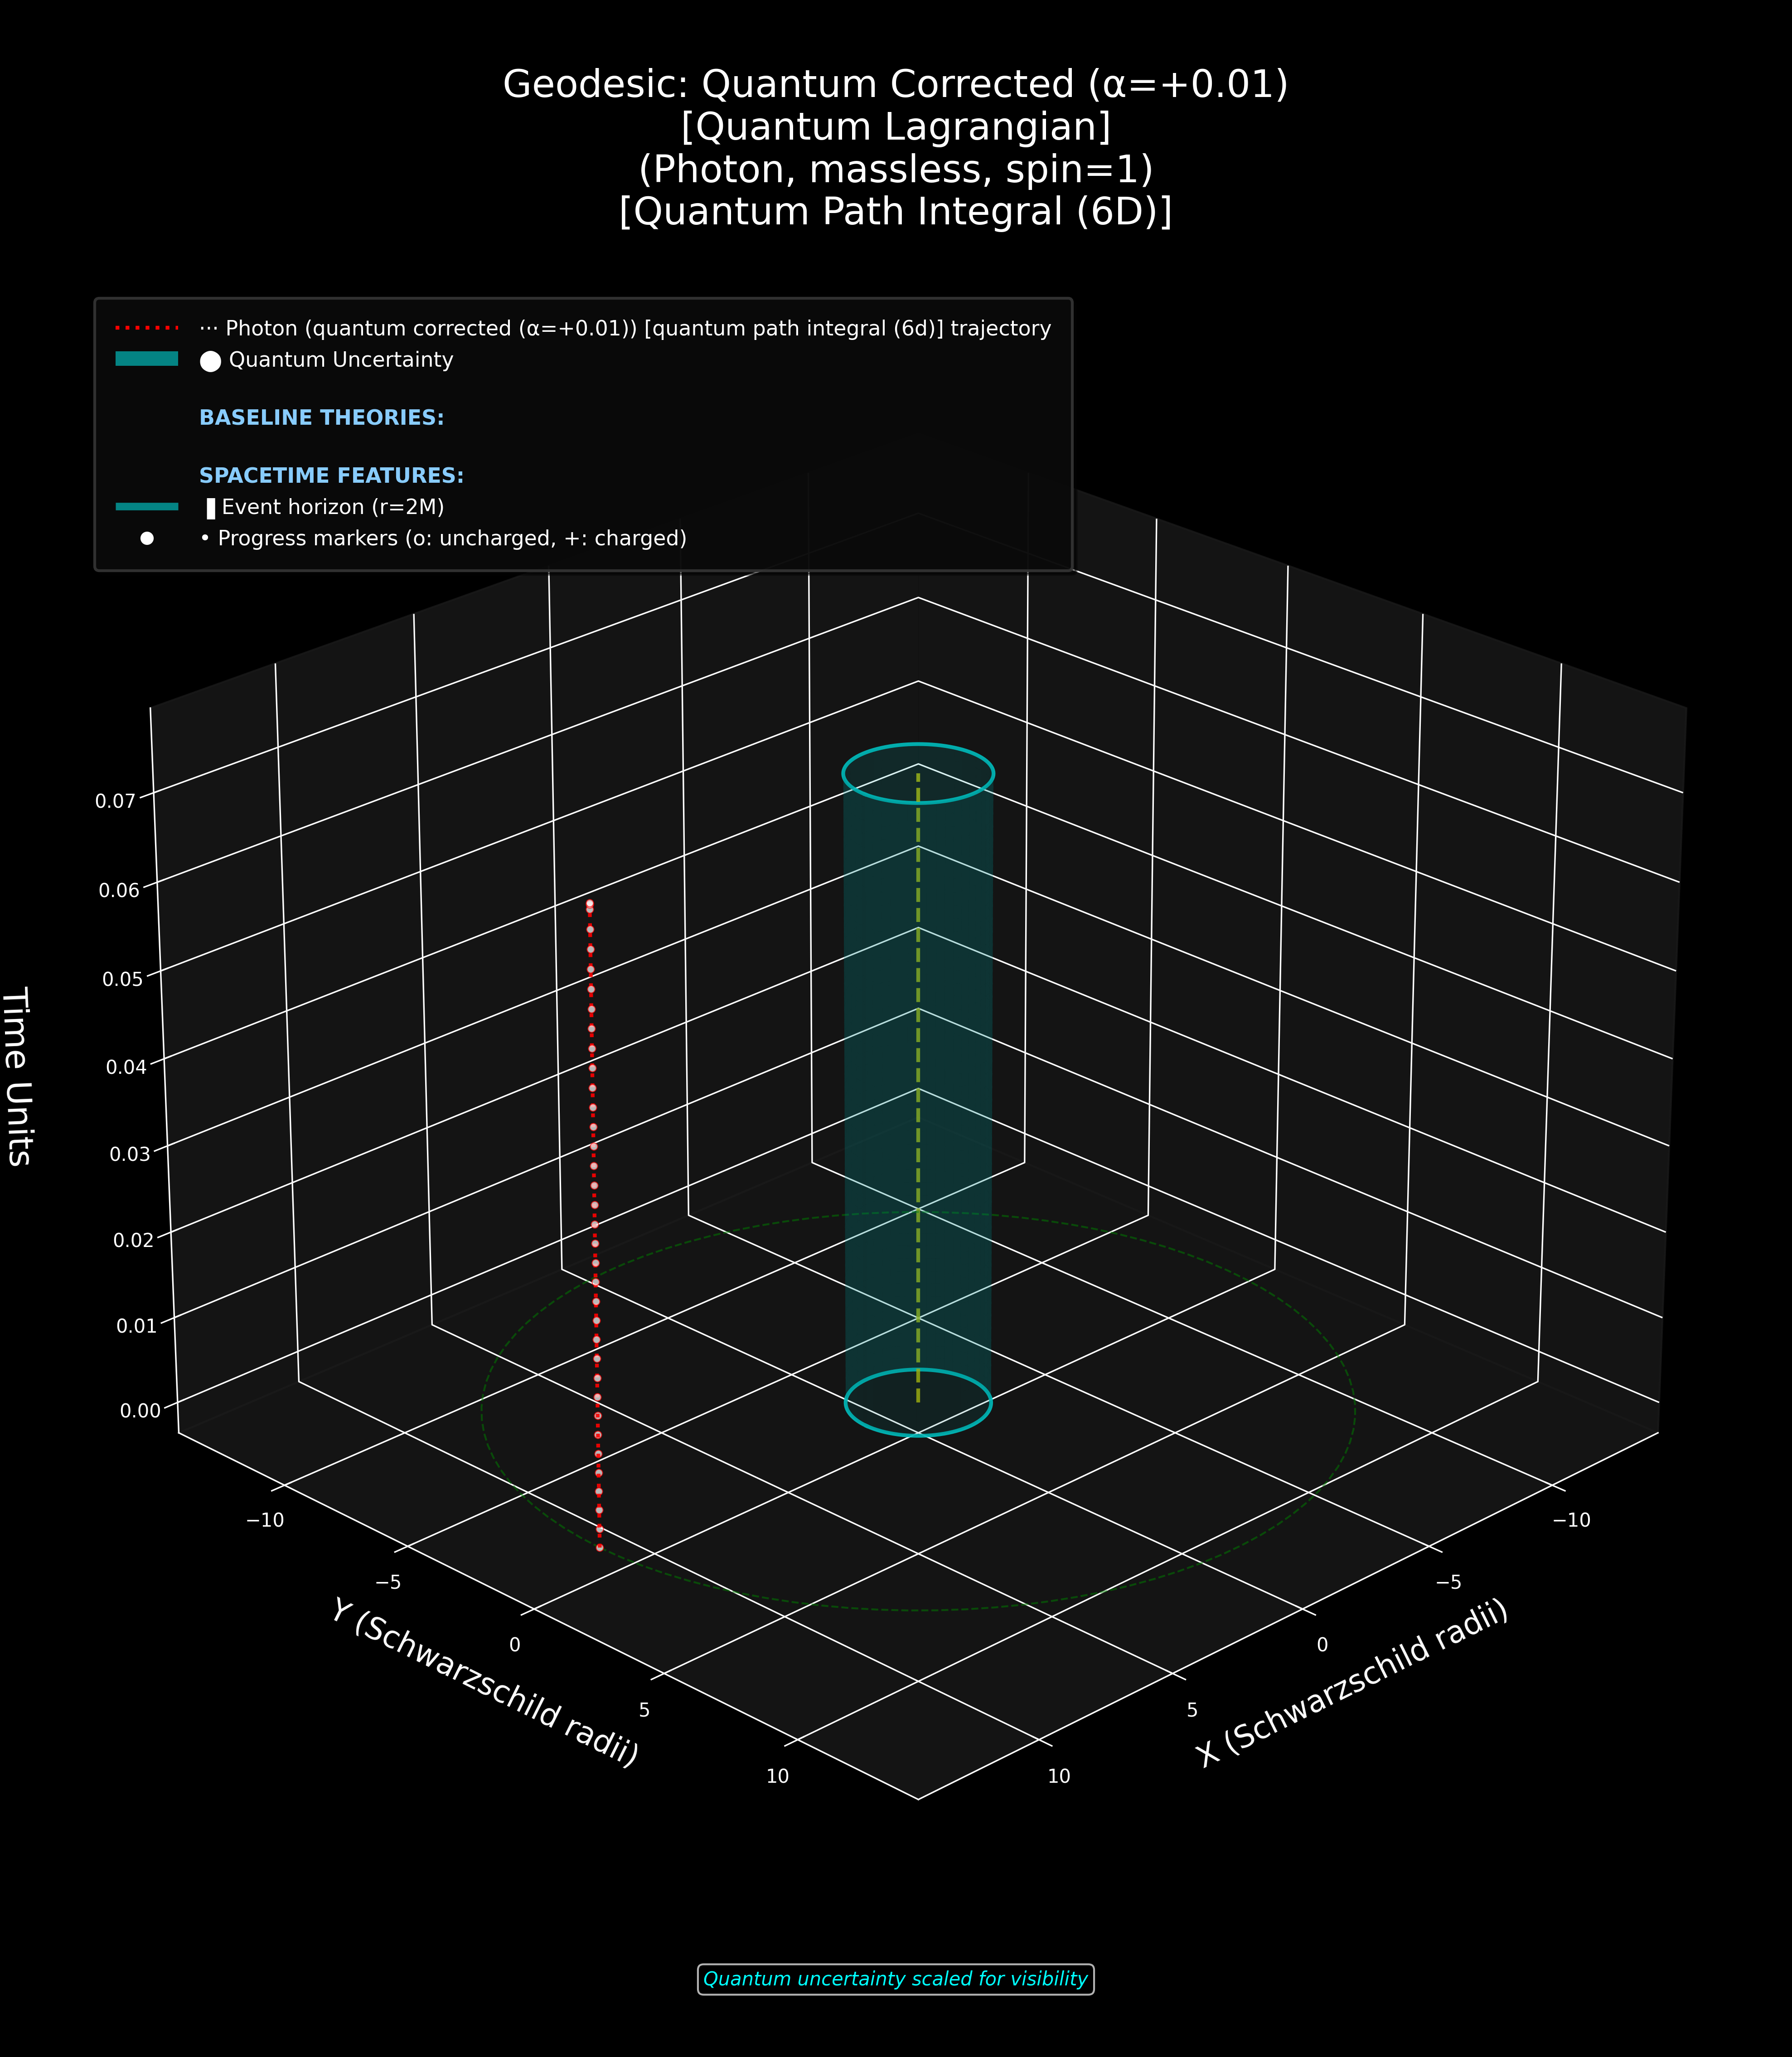 Geodesic: Quantum Corrected (α=+0.01)
[Quantum Lagrangian]
(Photon, massless, spin=1)
[Quantum Path Integral (6D)]
··· Photon (quantum corrected (α=+0.01)) [quantum path integral (6d)] trajectory
● Quantum Uncertainty
BASELINE THEORIES:
SPACETIME FEATURES:
▐ Event horizon (r=2M)
• Progress markers (o: uncharged, +: charged)
0.07
0.06
0.05
0.04
0.03
0.02
0.01
0.00
Time Units
−10
−5
0
5
10
Y (Schwarzschild radii)
10
5
0
−5
−10
X (Schwarzschild radii)
Quantum uncertainty scaled for visibility